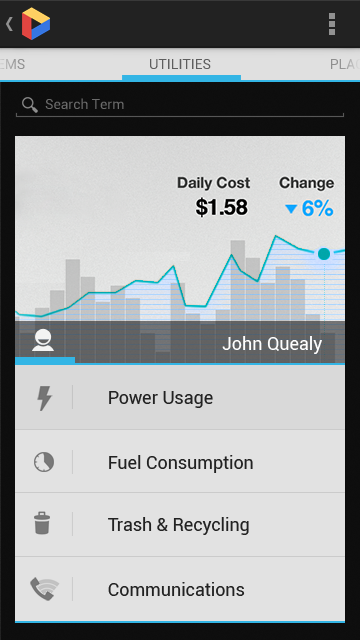 EMS UTILITIES PLA
Search Term
Daily Cost Change
$1.58 6%
John Quealy
Power Usage
Fuel Consumption
Trash & Recycling
Communications